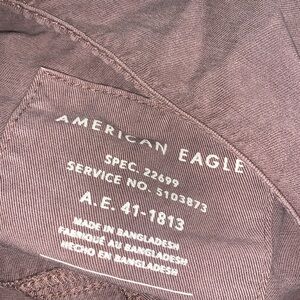 AMERICAN EAGLE
SPEC. 22699
SERVICE NO. 5103873
A.E. 41-1813
MADE IN BANGLADESH
FABRIQUÉ AU BANGLADESH
HECHO EN BANGLADESH